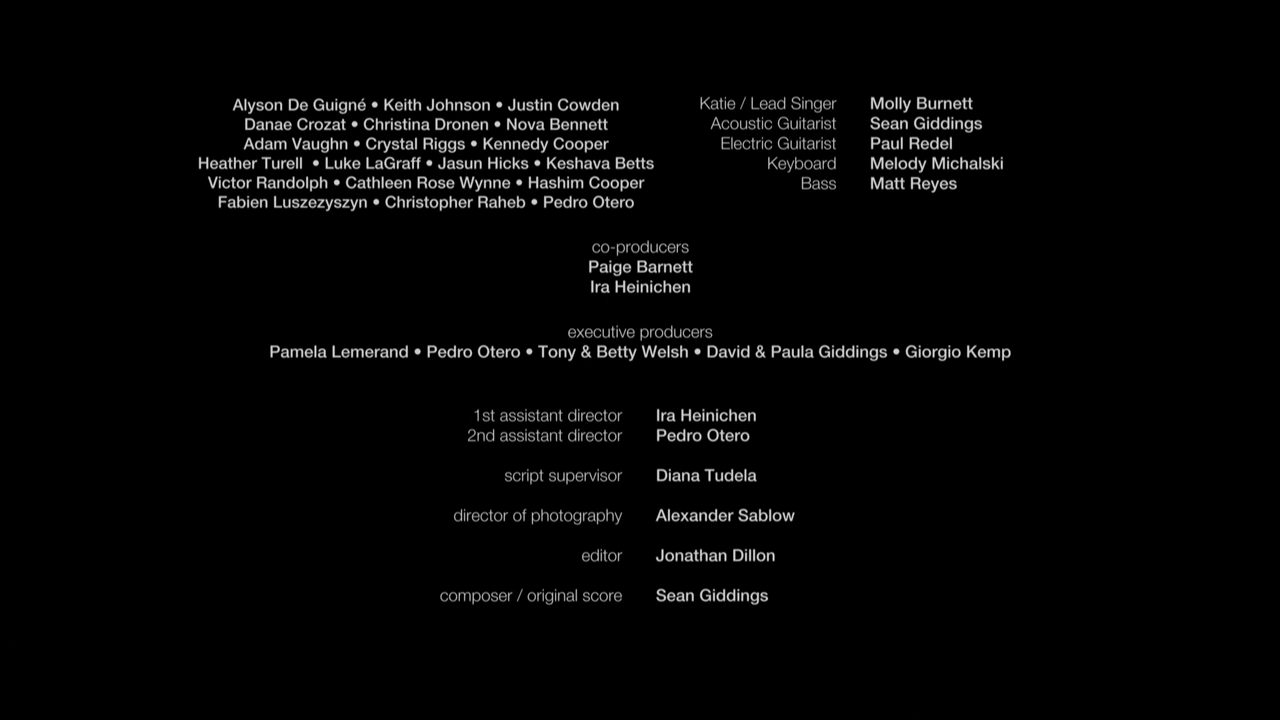 Alyson De Guigné • Keith Johnson • Justin Cowden
Danae Crozat • Christina Dronen • Nova Bennett
Adam Vaughn • Crystal Riggs • Kennedy Cooper
Heather Turell • Luke LaGraff • Jasun Hicks • Keshava Betts
Victor Randolph • Cathleen Rose Wynne • Hashim Cooper
Fabien Luszezyszyn • Christopher Raheb • Pedro Otero
Katie / Lead Singer Molly Burnett
Acoustic Guitarist Sean Giddings
Electric Guitarist Paul Redel
Keyboard Melody Michalski
Bass Matt Reyes
co-producers
Paige Barnett
Ira Heinichen
executive producers
Pamela Lemerand • Pedro Otero • Tony & Betty Welsh • David & Paula Giddings • Giorgio Kemp
1st assistant director Ira Heinichen
2nd assistant director Pedro Otero
script supervisor Diana Tudela
director of photography Alexander Sablow
editor Jonathan Dillon
composer / original score Sean Giddings